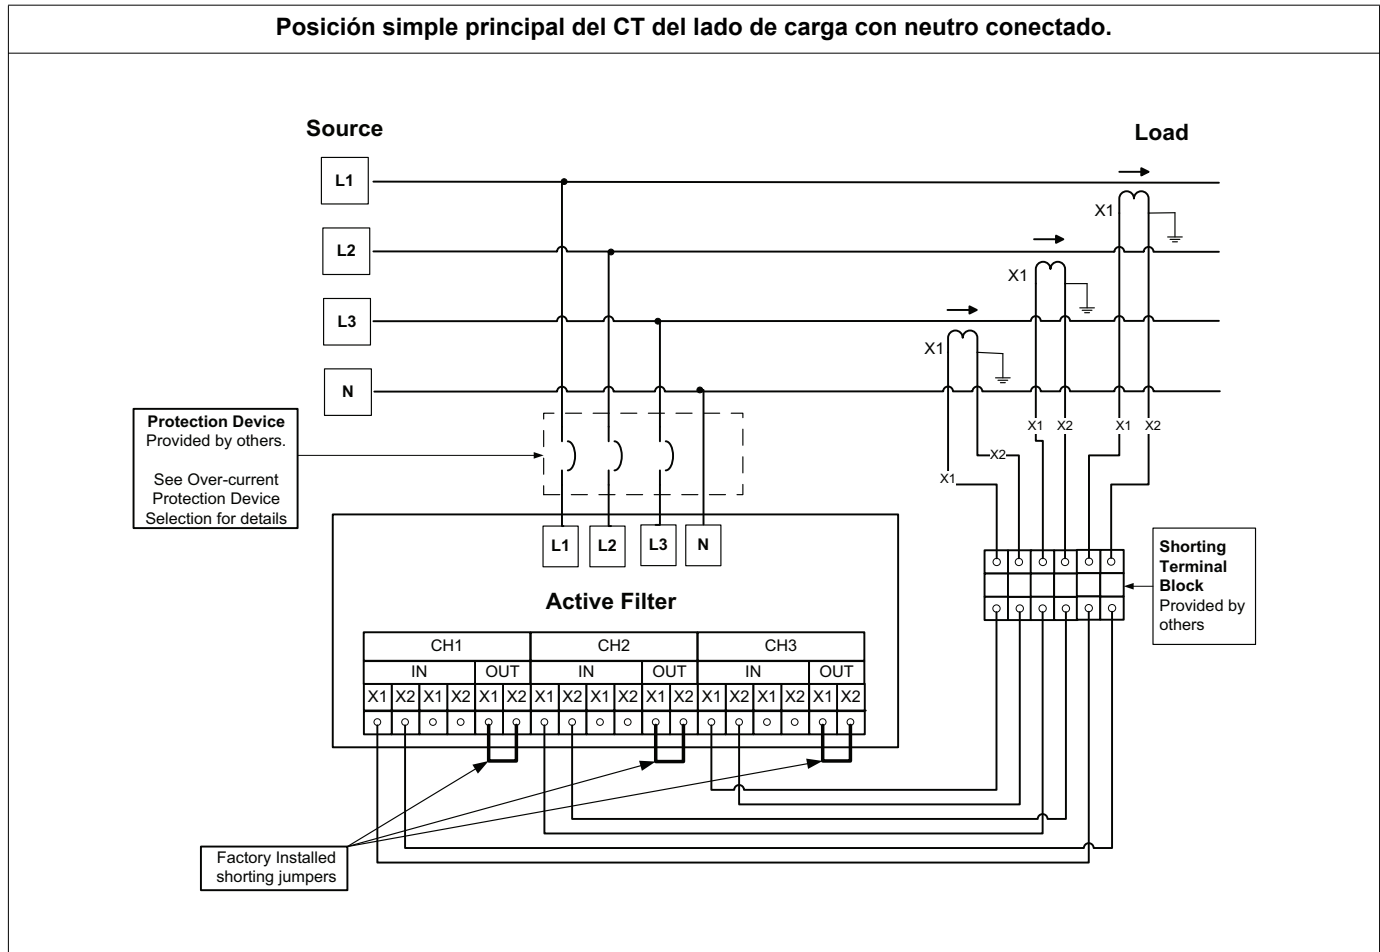 Posición simple principal del CT del lado de carga con neutro conectado.
Source
Load
L1
X1
L2
X1
L3
X1
N
Protection Device
Provided by others.
See Over-current
Protection Device
Selection for details
X1 X2 X1 X2
X2
X1
L1 L2 L3 N
Shorting
Terminal
Block
Provided by
others
Active Filter
CH1 CH2 CH3
IN OUT IN OUT IN OUT
X1 X2 X1 X2 X1 X2 X1 X2 X1 X2 X1 X2 X1 X2 X1 X2 X1 X2
Factory Installed
shorting jumpers